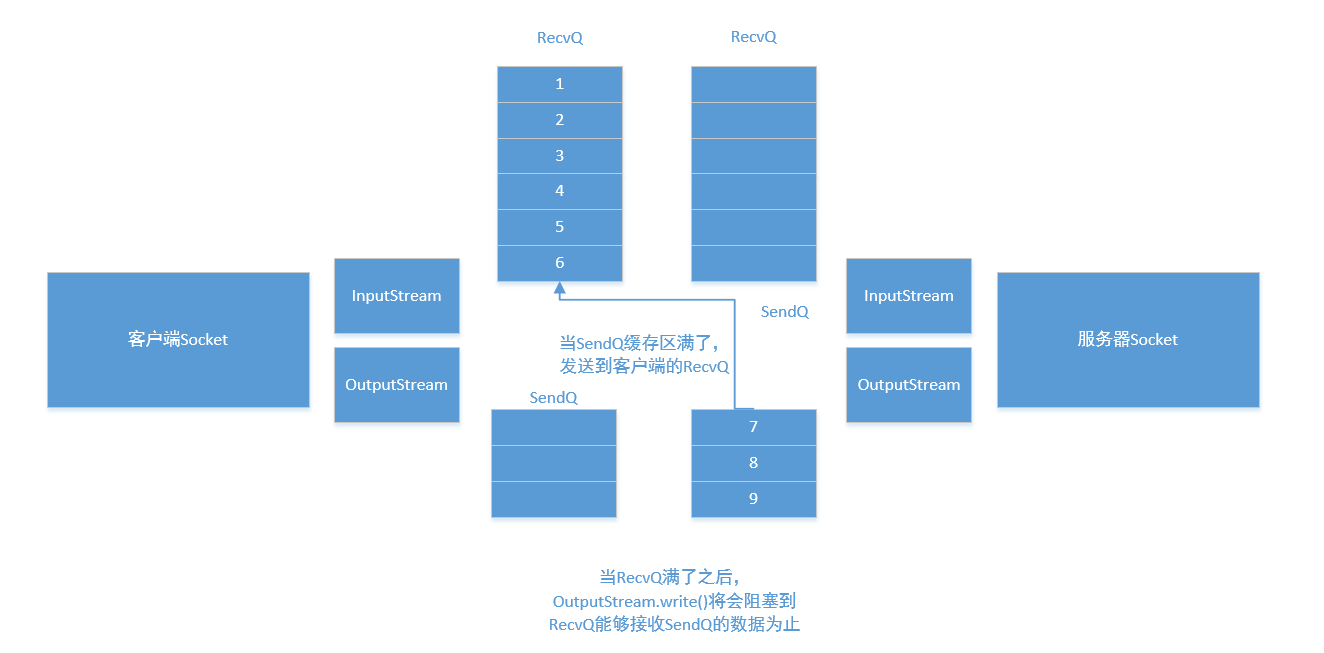 RecvQ
RecvQ
1
2
3
4
5
6
InputStream
InputStream
客户端Socket
服务器Socket
OutputStream
OutputStream
SendQ
当SendQ缓存区满了，
发送到客户端的RecvQ
SendQ
7
8
9
当RecvQ满了之后，
OutputStream.write()将会阻塞到
RecvQ能够接收SendQ的数据为止